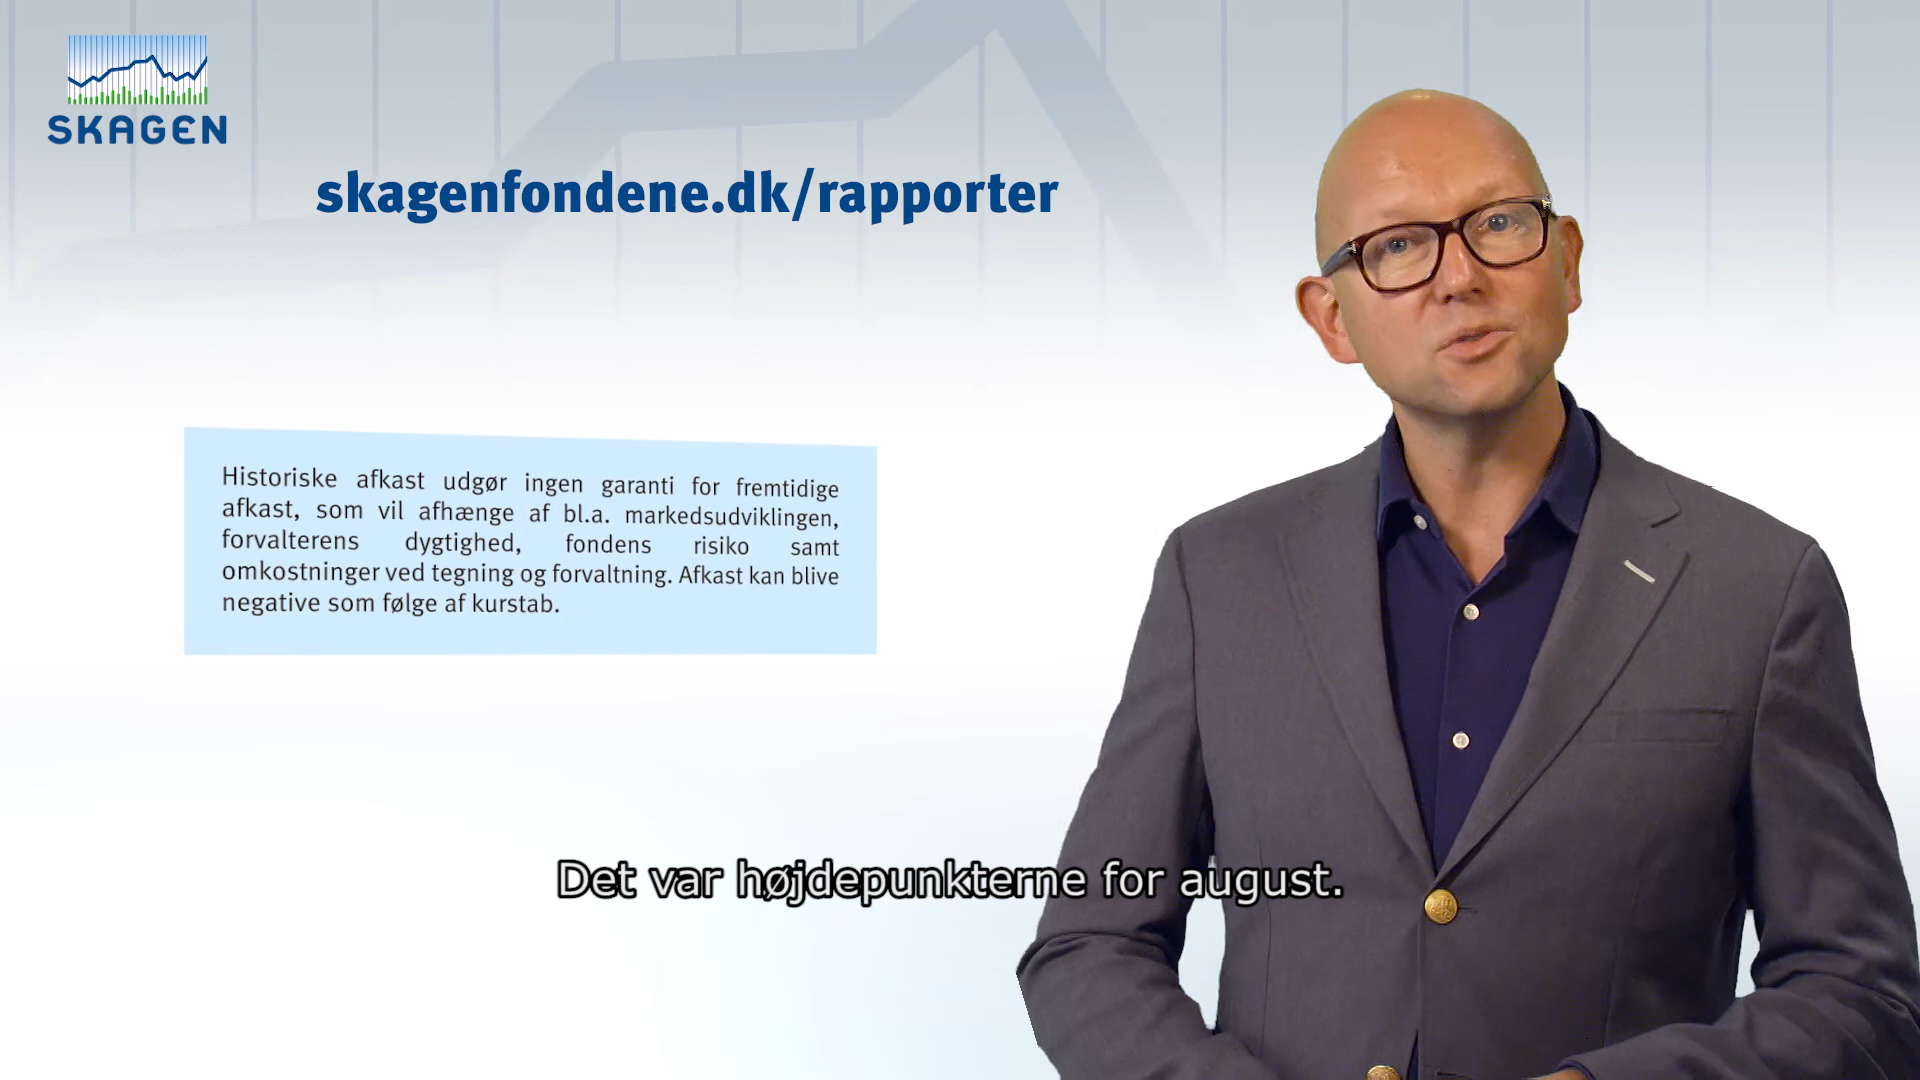 SKAGEN
skagenfondene.dk/rapporter
Historiske afkast udgør ingen garanti for fremtidige
afkast, som vil afhænge af bl.a. markedsudviklingen,
forvalterens dygtighed, fondens risiko samt
omkostninger ved tegning og forvaltning. Afkast kan blive
negative som følge af kurstab.
Det var højdepunkterne for august.